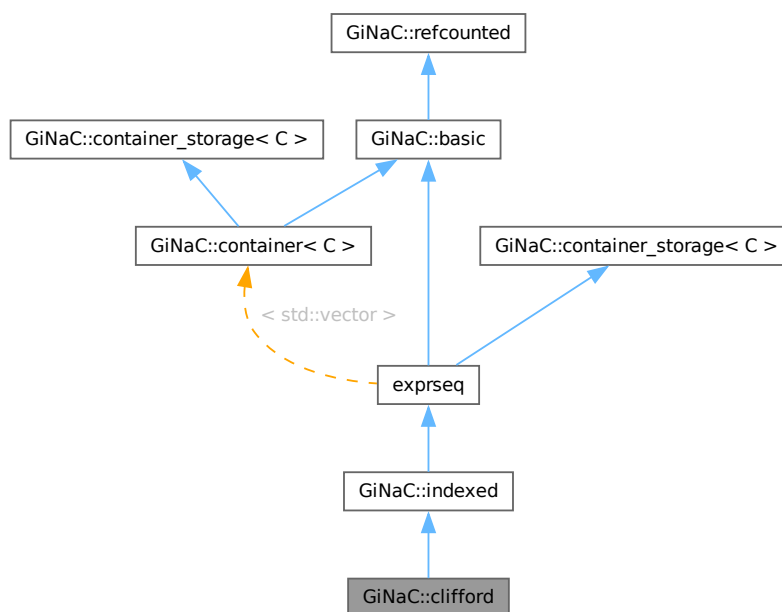 GiNaC::refcounted
GiNaC::container_storage< C >
GiNaC::basic
GiNaC::container< C >
GiNaC::container_storage< C >
< std::vector >
exprseq
GiNaC::indexed
GiNaC::clifford